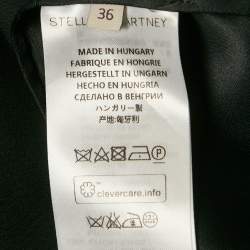 36
STELLA McCARTNEY
MADE IN HUNGARY
FABRIQUE EN HONGRIE
HERGESTELLT IN UNGARN
HECHO EN HUNGRIA
СДЕЛАНО В ВЕНГРИИ
ハンガリー製
产地:匈牙利
P
clevercare.info